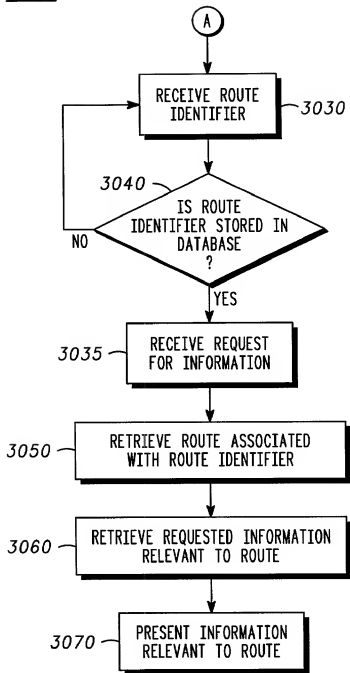 A
RECEIVE ROUTE
IDENTIFIER
3030
3040
IS ROUTE
IDENTIFIER STORED IN
DATABASE
?
NO
YES
3035
RECEIVE REQUEST
FOR INFORMATION
3050
RETRIEVE ROUTE ASSOCIATED
WITH ROUTE IDENTIFIER
3060
RETRIEVE REQUESTED INFORMATION
RELEVANT TO ROUTE
3070
PRESENT INFORMATION
RELEVANT TO ROUTE